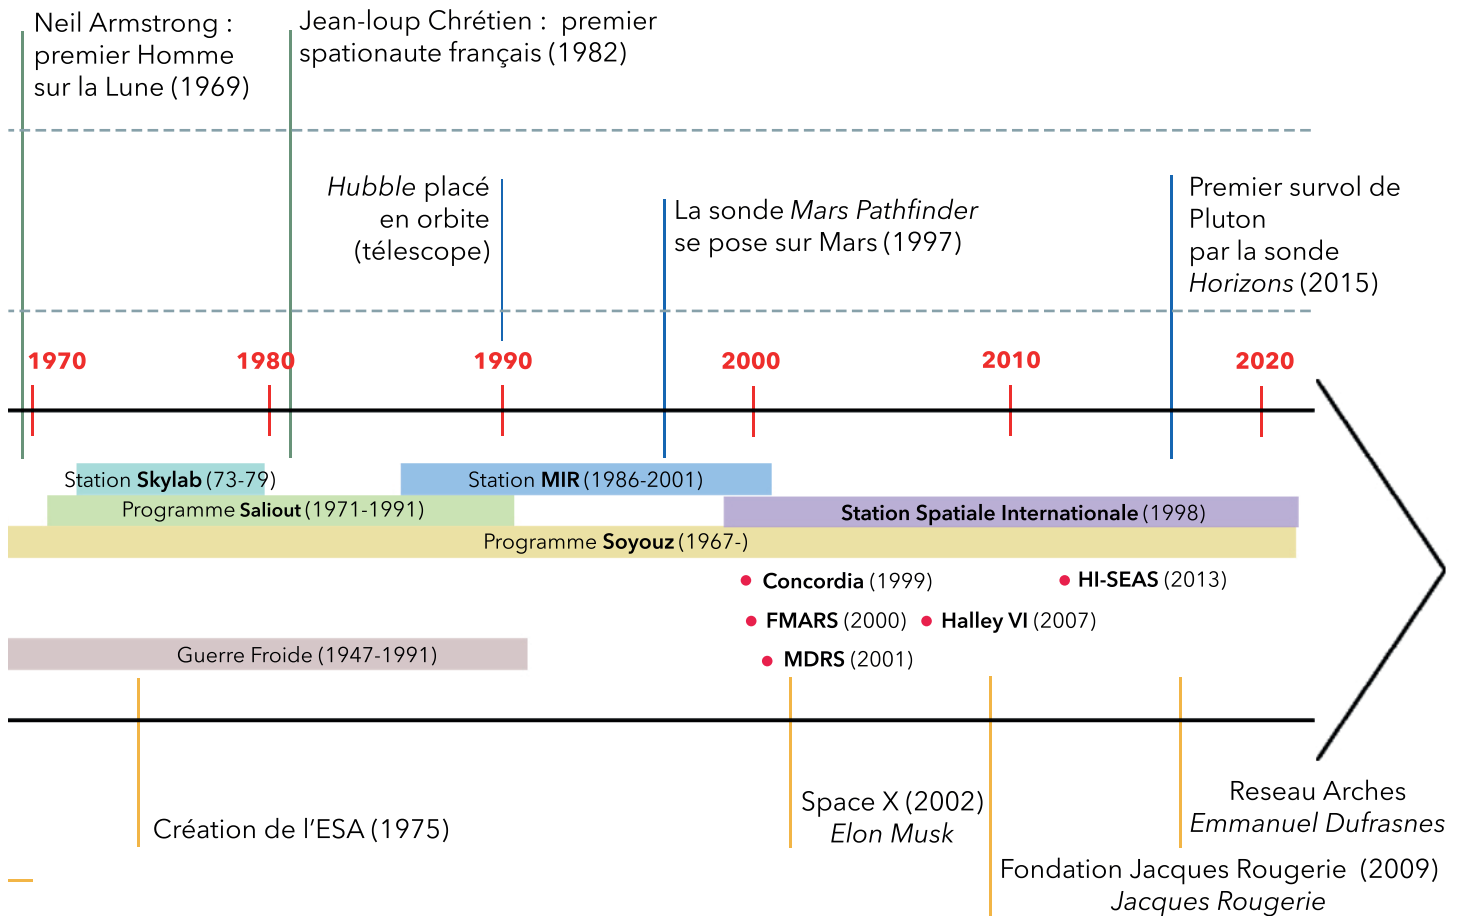 Neil Armstrong :
premier Homme
sur la Lune (1969)
Jean-loup Chrétien :  premier
spationaute français (1982)
Hubble placé
en orbite
(télescope)
La sonde Mars Pathfinder
se pose sur Mars (1997)
Premier survol de
Pluton
par la sonde
Horizons (2015)
1970
1980
1990
2000
2010
2020
Station Skylab (73-79)
Station MIR (1986-2001)
Programme Saliout (1971-1991)
Station Spatiale Internationale (1998)
Programme Soyouz (1967-)
Concordia (1999)
HI-SEAS (2013)
FMARS (2000)
Halley VI (2007)
MDRS (2001)
Guerre Froide (1947-1991)
Création de l’ESA (1975)
Space X (2002)
Elon Musk
Reseau Arches
Emmanuel Dufrasnes
Fondation Jacques Rougerie  (2009)
Jacques Rougerie